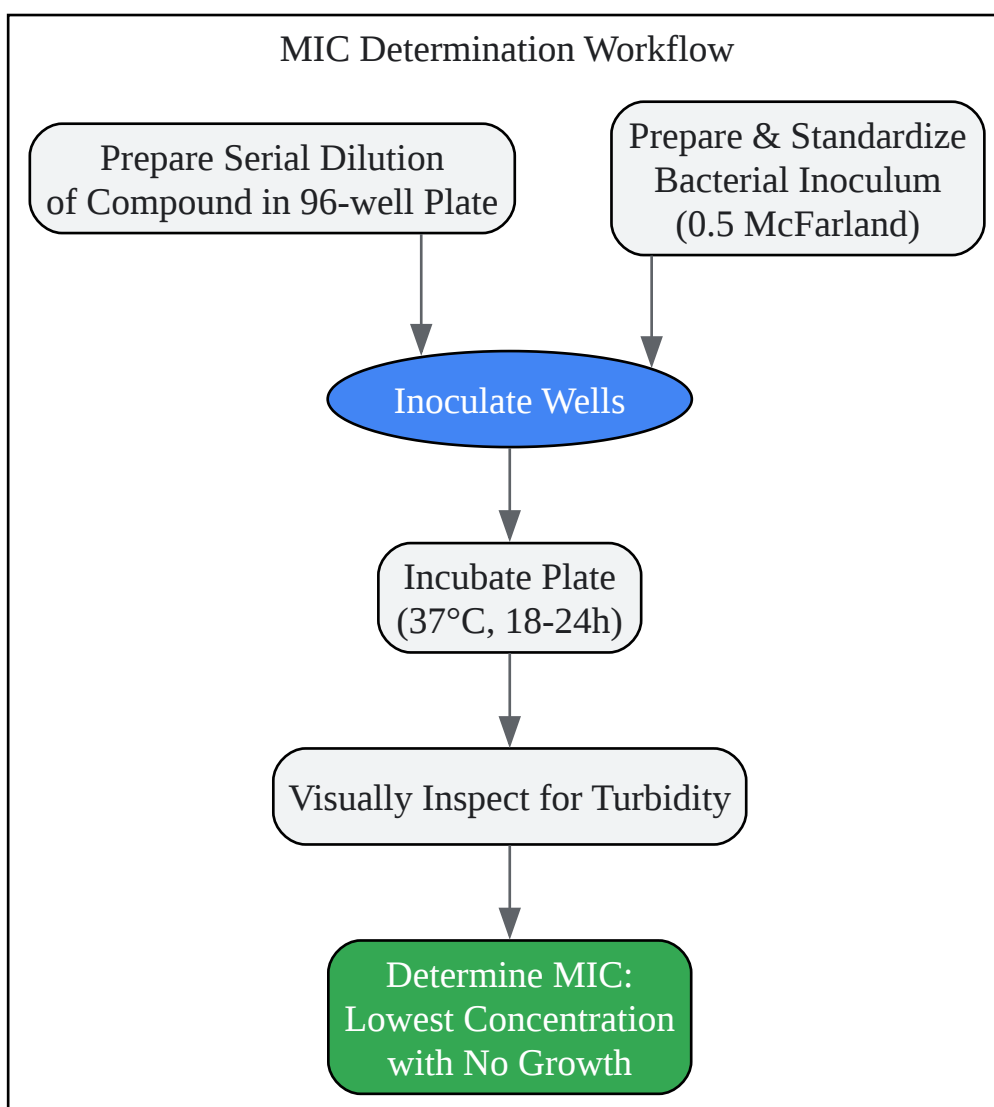 MIC Determination Workflow
Prepare Serial Dilution
of Compound in 96-well Plate
Prepare & Standardize
Bacterial Inoculum
(0.5 McFarland)
Inoculate Wells
Incubate Plate
(37°C, 18-24h)
Visually Inspect for Turbidity
Determine MIC:
Lowest Concentration
with No Growth